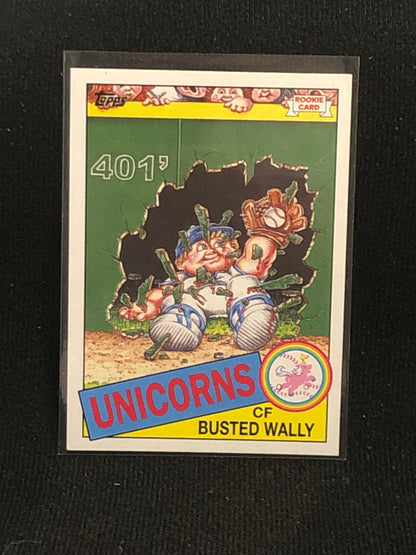 Topps
ROOKIE
CARD
401'
UNICORNS
CF
BUSTED WALLY